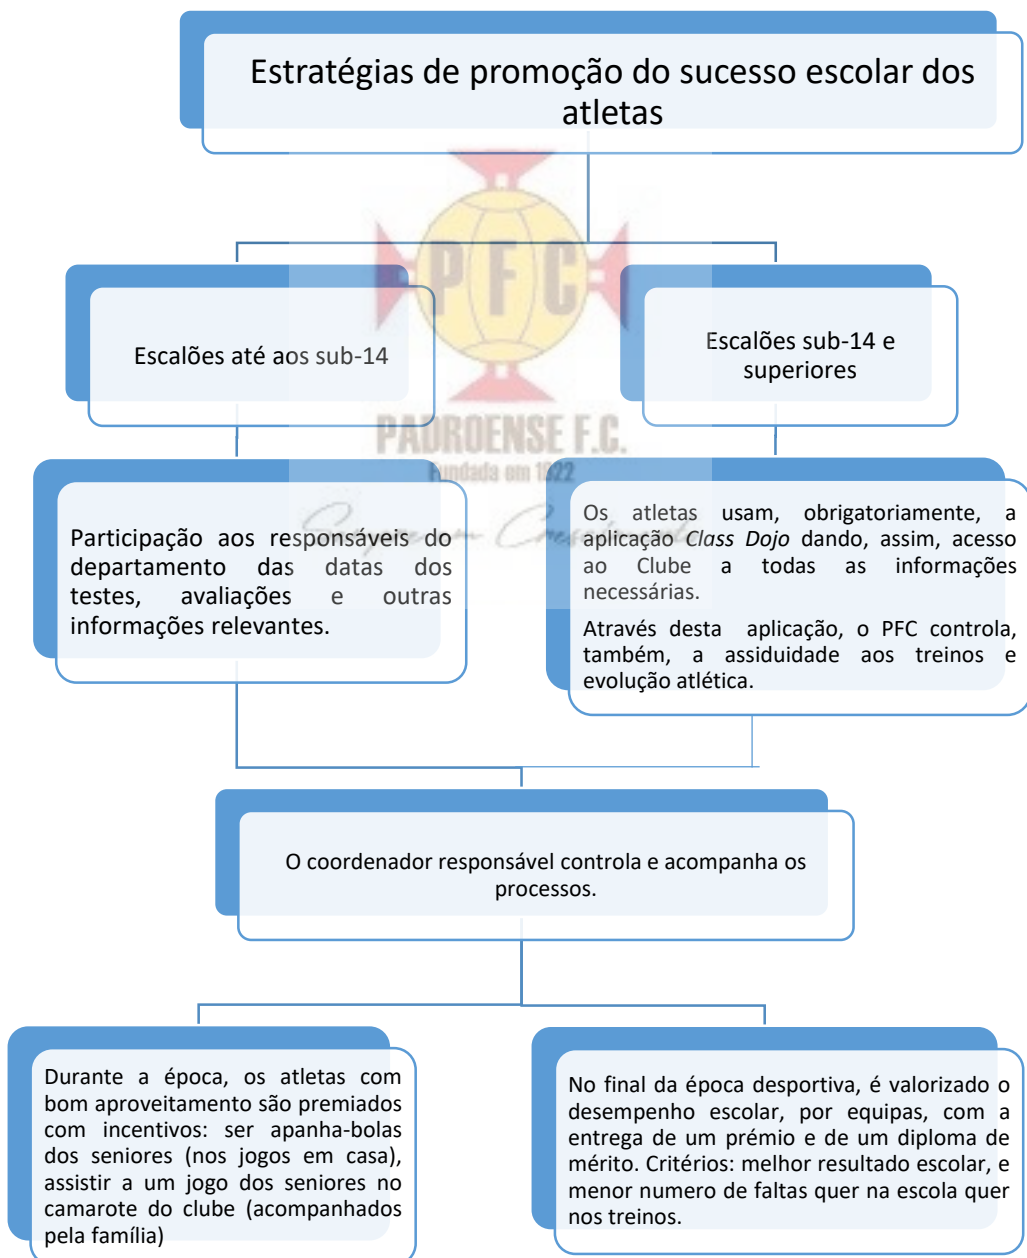 Estratégias de promoção do sucesso escolar dos
atletas
PFC
PADROENSE F.C.
Fundada em 1922
Escalões até aos sub-14
Escalões sub-14 e
superiores
Participação aos responsáveis do
departamento das datas dos
testes, avaliações e outras
informações relevantes.
Os atletas usam, obrigatoriamente, a
aplicação Class Dojo dando, assim, acesso
ao Clube a todas as informações
necessárias.
Através desta aplicação, o PFC controla,
também, a assiduidade aos treinos e
evolução atlética.
O coordenador responsável controla e acompanha os
processos.
Durante a época, os atletas com
bom aproveitamento são premiados
com incentivos: ser apanha-bolas
dos seniores (nos jogos em casa),
assistir a um jogo dos seniores no
camarote do clube (acompanhados
pela família)
No final da época desportiva, é valorizado o
desempenho escolar, por equipas, com a
entrega de um prémio e de um diploma de
mérito. Critérios: melhor resultado escolar, e
menor numero de faltas quer na escola quer
nos treinos.